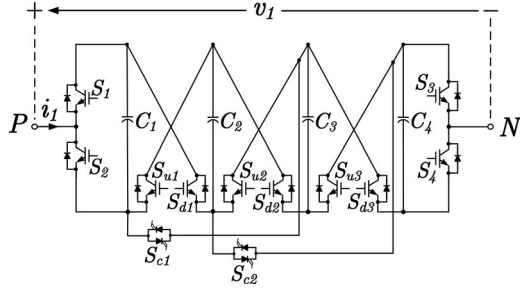 + v1 −
S1 S3
P i1 C1 C2 C3 C4 N
S2 Su1 Su2 Su3 S4
Sd1 Sd2 Sd3
Sc1 Sc2